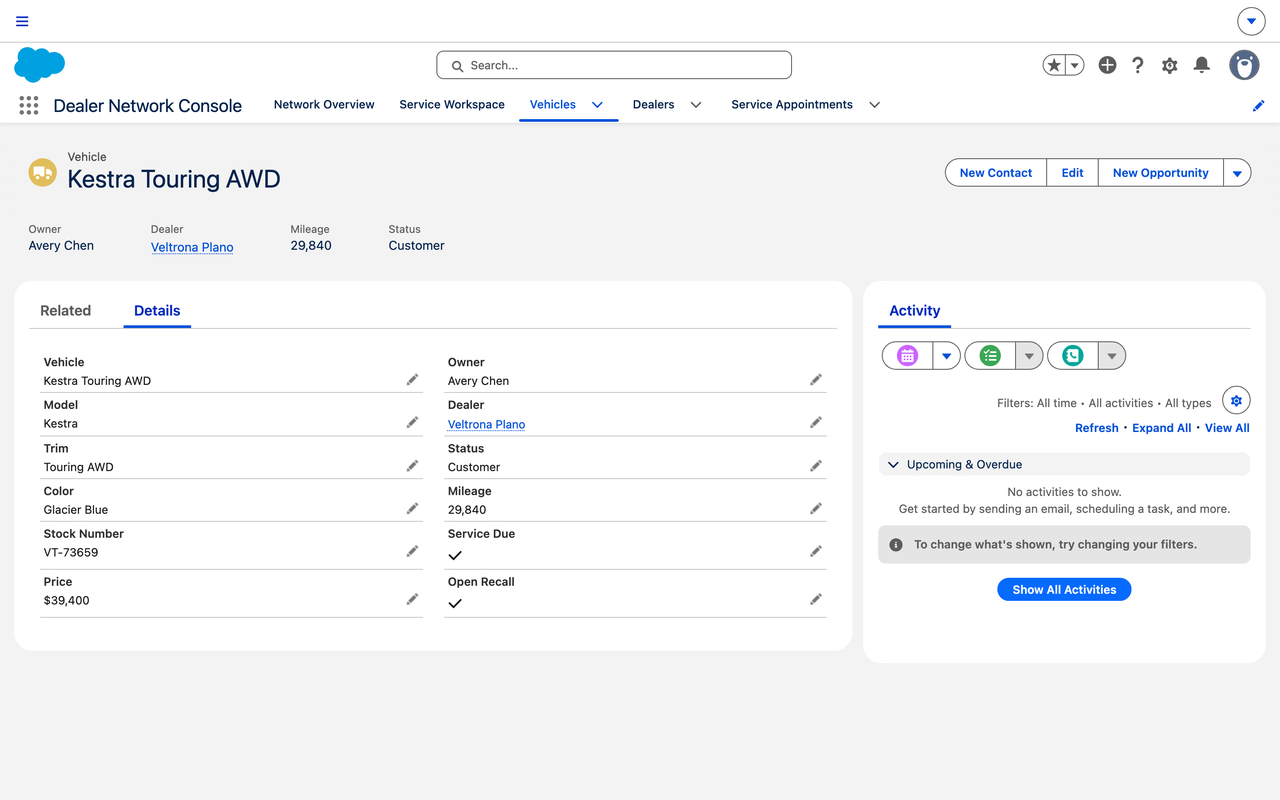 Search...
Dealer Network Console
Network Overview
Service Workspace
Vehicles
Dealers
Service Appointments
Vehicle
Kestra Touring AWD
New Contact
Edit
New Opportunity
Owner
Avery Chen
Dealer
Veltrona Plano
Mileage
29,840
Status
Customer
Related
Details
Vehicle
Kestra Touring AWD
Model
Kestra
Trim
Touring AWD
Color
Glacier Blue
Stock Number
VT-73659
Price
$39,400
Owner
Avery Chen
Dealer
Veltrona Plano
Status
Customer
Mileage
29,840
Service Due
Open Recall
Activity
Filters: All time • All activities • All types
Refresh • Expand All • View All
Upcoming & Overdue
No activities to show.
Get started by sending an email, scheduling a task, and more.
To change what's shown, try changing your filters.
Show All Activities